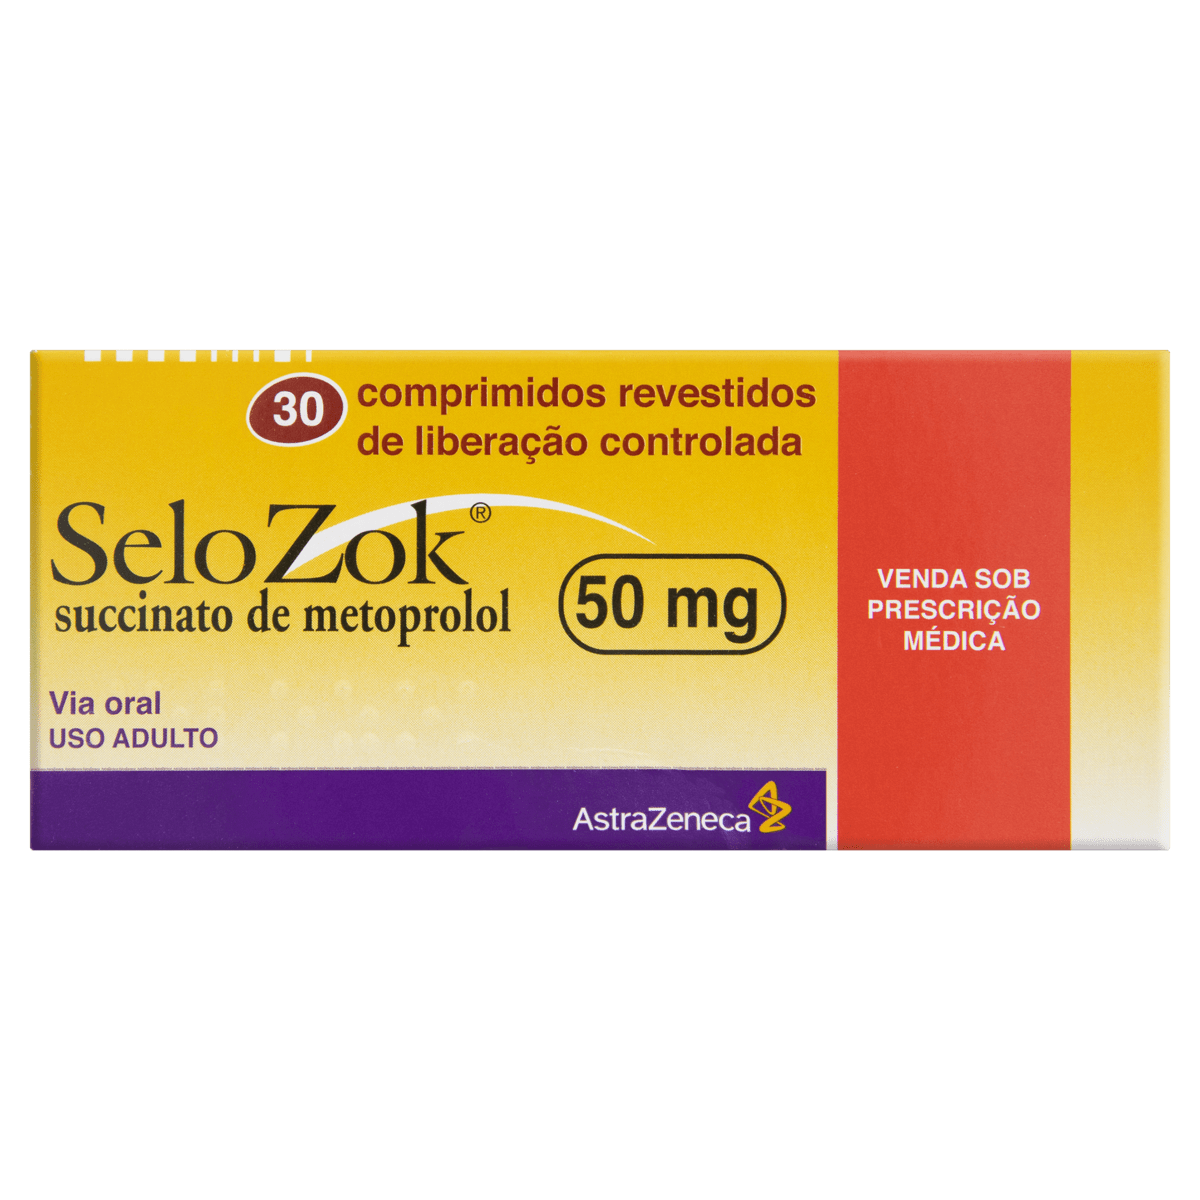 30 comprimidos revestidos
de liberação controlada
SeloZok®
succinato de metoprolol
50 mg
Via oral
USO ADULTO
AstraZeneca
VENDA SOB
PRESCRIÇÃO
MÉDICA